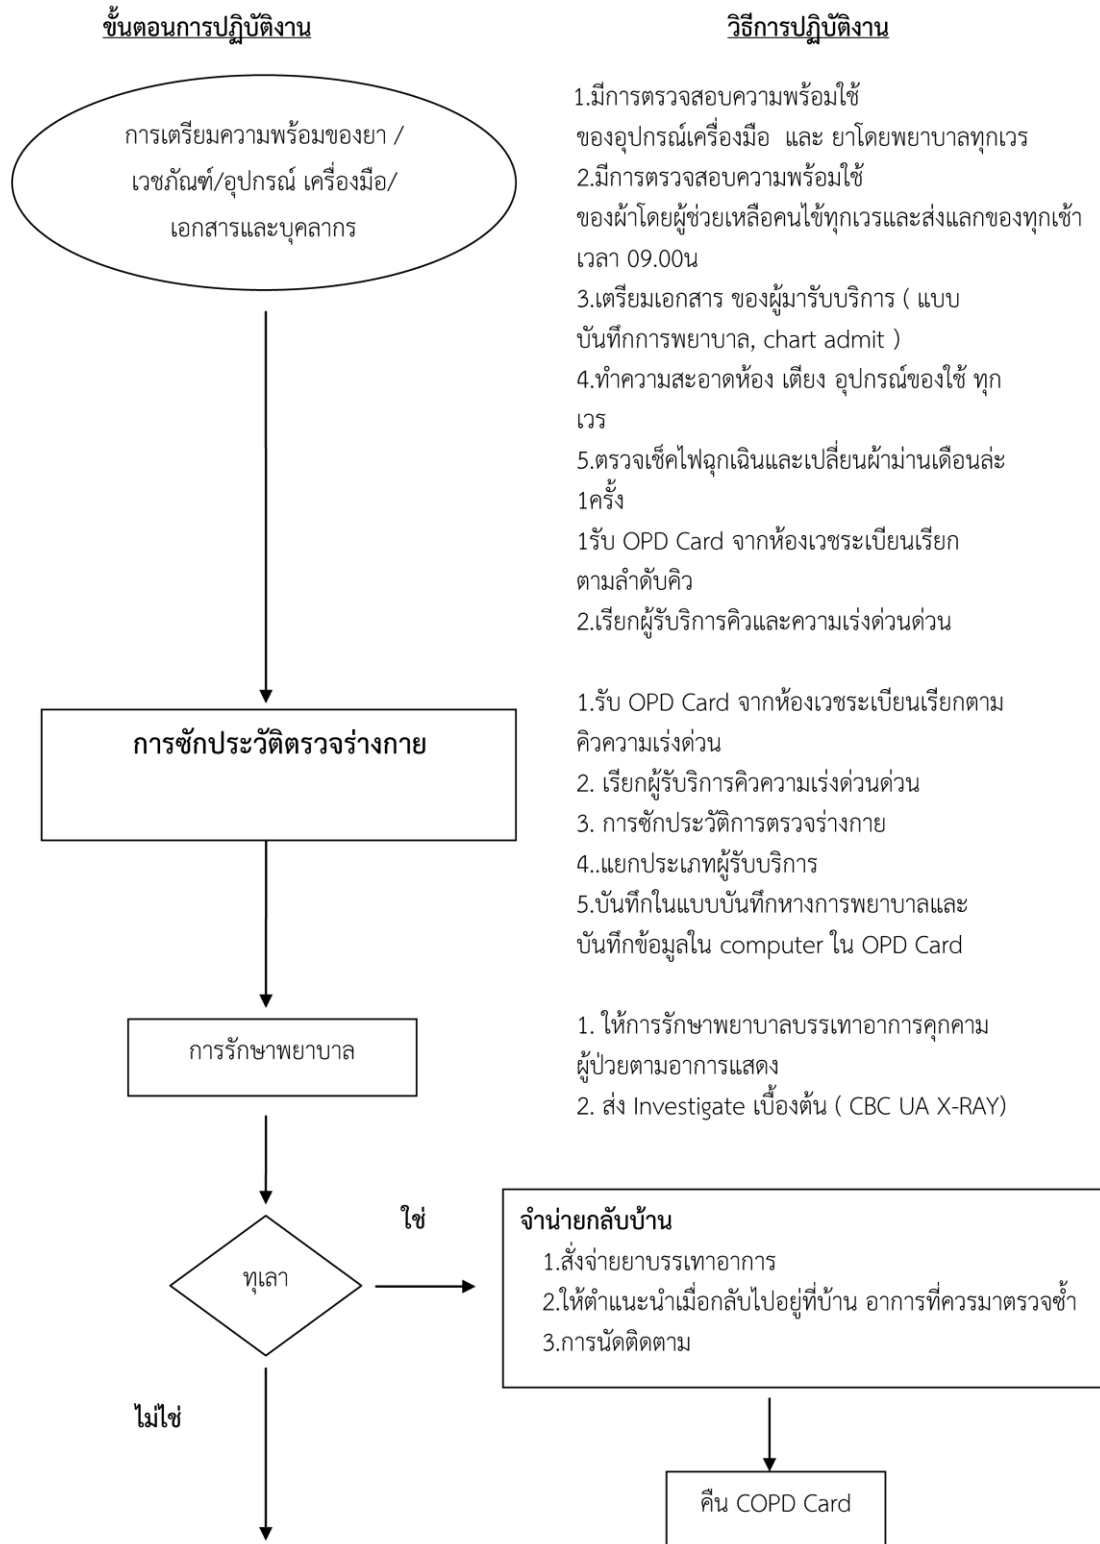 ขั้นตอนการปฏิบัติงาน
วิธีการปฏิบัติงาน
การเตรียมความพร้อมของยา /
เวชภัณฑ์/อุปกรณ์ เครื่องมือ/
เอกสารและบุคลากร
1.มีการตรวจสอบความพร้อมใช้
ของอุปกรณ์เครื่องมือ และ ยาโดยพยาบาลทุกเวร
2.มีการตรวจสอบความพร้อมใช้
ของผ้าโดยผู้ช่วยเหลือคนไข้ทุกเวรและส่งแลกของทุกเช้า
เวลา 09.00น
3.เตรียมเอกสาร ของผู้มารับบริการ ( แบบ
บันทึกการพยาบาล, chart admit )
4.ทำความสะอาดห้อง เตียง อุปกรณ์ของใช้ ทุก
เวร
5.ตรวจเช็คไฟฉุกเฉินและเปลี่ยนผ้าม่านเดือนล่ะ
1ครั้ง
1รับ OPD Card จากห้องเวชระเบียนเรียก
ตามลำดับคิว
2.เรียกผู้รับริการคิวและความเร่งด่วนด่วน
การซักประวัติตรวจร่างกาย
1.รับ OPD Card จากห้องเวชระเบียนเรียกตาม
คิวความเร่งด่วน
2. เรียกผู้รับริการคิวความเร่งด่วนด่วน
3. การซักประวัติการตรวจร่างกาย
4..แยกประเภทผู้รับบริการ
5.บันทึกในแบบบันทึกหางการพยาบาลและ
บันทึกข้อมูลใน computer ใน OPD Card
การรักษาพยาบาล
1. ให้การรักษาพยาบาลบรรเทาอาการคุกคาม
ผู้ป่วยตามอาการแสดง
2. ส่ง Investigate เบื้องต้น ( CBC UA X-RAY)
ทุเลา
ใช่
จำน่ายกลับบ้าน
1.สั่งจ่ายยาบรรเทาอาการ
2.ให้ตำแนะนำเมื่อกลับไปอยู่ที่บ้าน อาการที่ควรมาตรวจซ้ำ
3.การนัดติดตาม
ไม่ไช่
คืน COPD Card